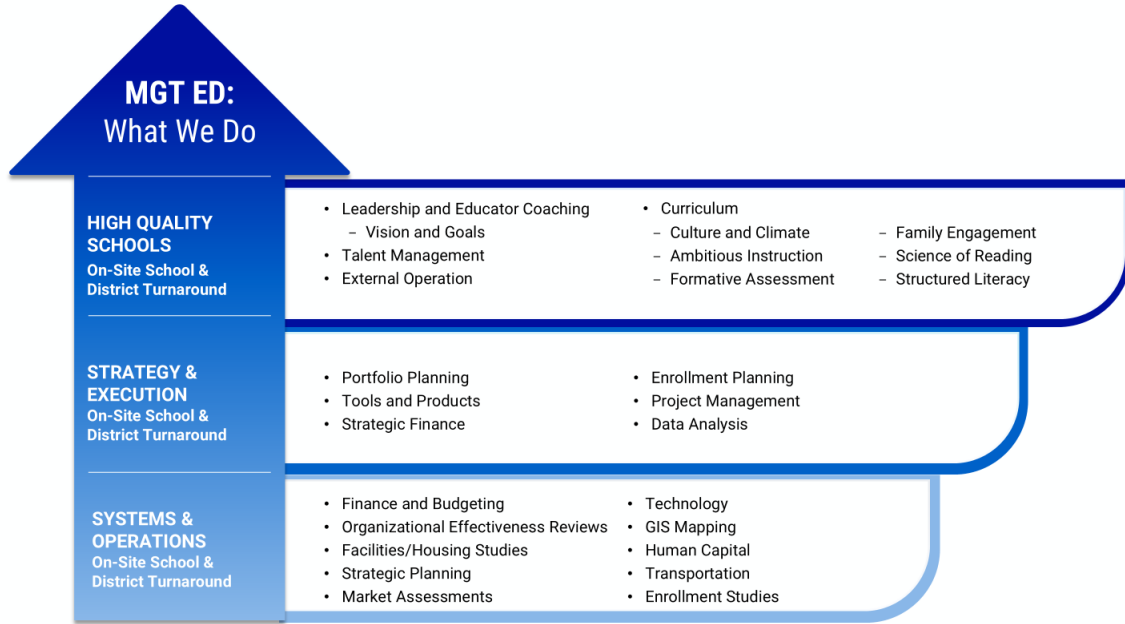 MGT ED:
What We Do
HIGH QUALITY
SCHOOLS
On-Site School &
District Turnaround
• Leadership and Educator Coaching
– Vision and Goals
• Talent Management
• External Operation
• Curriculum
– Culture and Climate
– Ambitious Instruction
– Formative Assessment
– Family Engagement
– Science of Reading
– Structured Literacy
STRATEGY &
EXECUTION
On-Site School &
District Turnaround
• Portfolio Planning
• Tools and Products
• Strategic Finance
• Enrollment Planning
• Project Management
• Data Analysis
SYSTEMS &
OPERATIONS
On-Site School &
District Turnaround
• Finance and Budgeting
• Organizational Effectiveness Reviews
• Facilities/Housing Studies
• Strategic Planning
• Market Assessments
• Technology
• GIS Mapping
• Human Capital
• Transportation
• Enrollment Studies